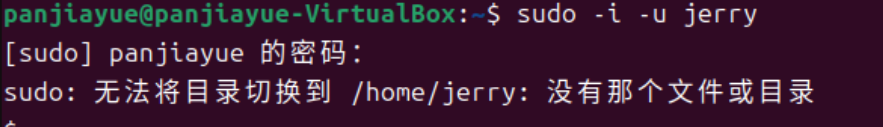 panjiayue@panjiayue-VirtualBox:~$ sudo -i -u jerry
[sudo] panjiayue 的密码：
sudo: 无法将目录切换到 /home/jerry: 没有那个文件或目录
$